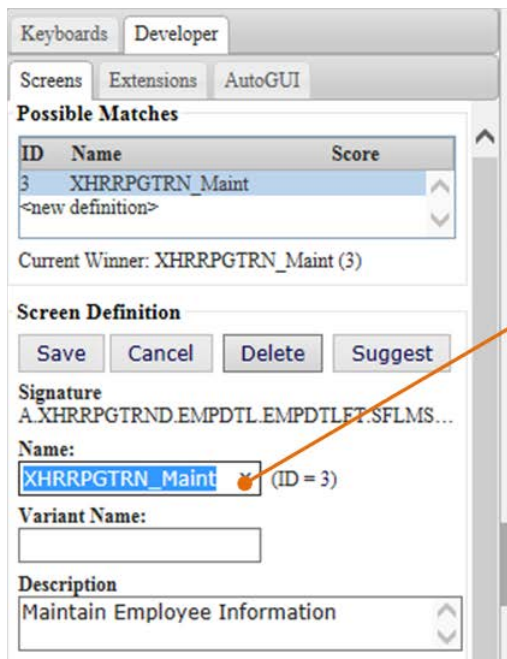 Keyboards Developer
Screens Extensions AutoGUI
Possible Matches
ID Name Score
3 XHRRPGTRN_Maint
<new definition>
Current Winner: XHRRPGTRN_Maint (3)
Screen Definition
Save Cancel Delete Suggest
Signature
A.XHRRPGTRND.EMPDTL.EMPDTLFT.SFLMS...
Name:
XHRRPGTRN_Maint x (ID = 3)
Variant Name:
Description
Maintain Employee Information